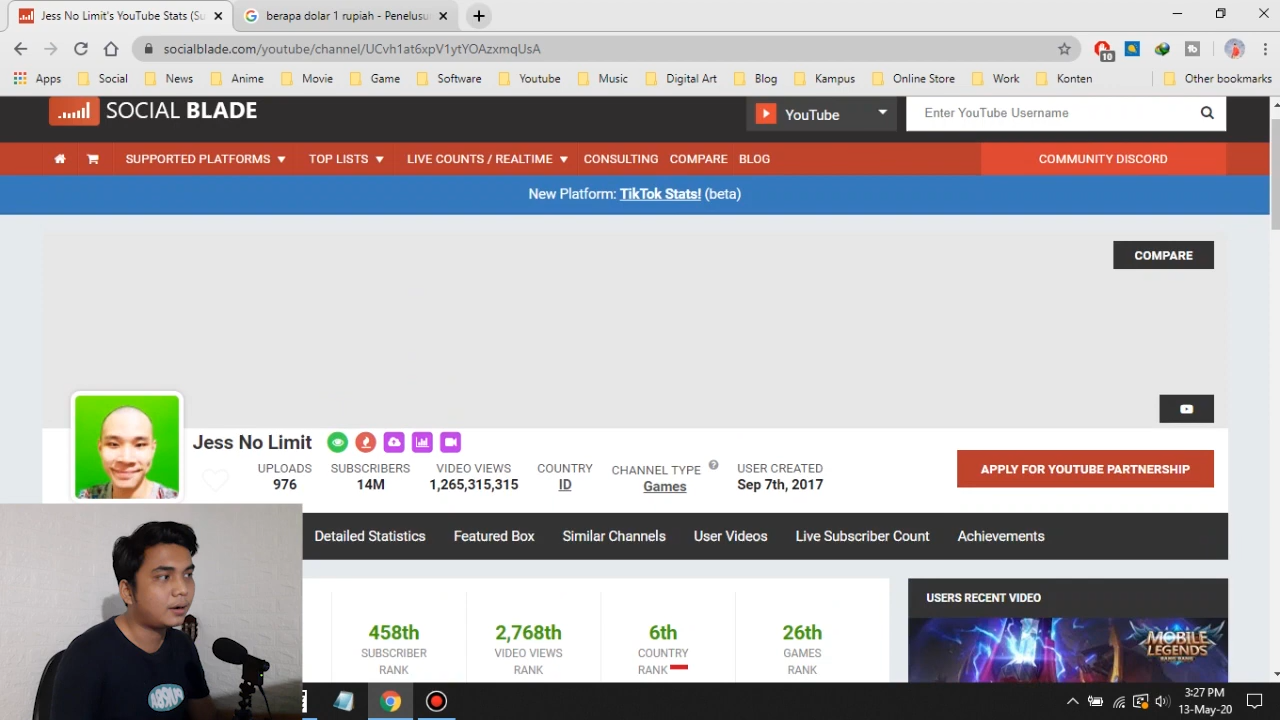 Jess No Limit's YouTube Stats (Su
berapa dolar 1 rupiah - Penelusu
socialblade.com/youtube/channel/UCvh1at6xpV1ytYOAzxmqUsA
10
Apps Social News Anime Movie Game Software Youtube Music Digital Art Blog Kampus Online Store Work Konten Other bookmarks
SOCIAL BLADE
YouTube
Enter YouTube Username
SUPPORTED PLATFORMS TOP LISTS LIVE COUNTS / REALTIME CONSULTING COMPARE BLOG COMMUNITY DISCORD
New Platform: TikTok Stats! (beta)
COMPARE
Jess No Limit
UPLOADS SUBSCRIBERS VIDEO VIEWS COUNTRY CHANNEL TYPE ? USER CREATED
976 14M 1,265,315,315 ID Games Sep 7th, 2017
APPLY FOR YOUTUBE PARTNERSHIP
Detailed Statistics Featured Box Similar Channels User Videos Live Subscriber Count Achievements
458th 2,768th 6th 26th
SUBSCRIBER VIDEO VIEWS COUNTRY GAMES
RANK RANK RANK RANK
USERS RECENT VIDEO
MOBILE
LEGENDS
BANG BANG
ABSIUS
3:27 PM
13-May-20